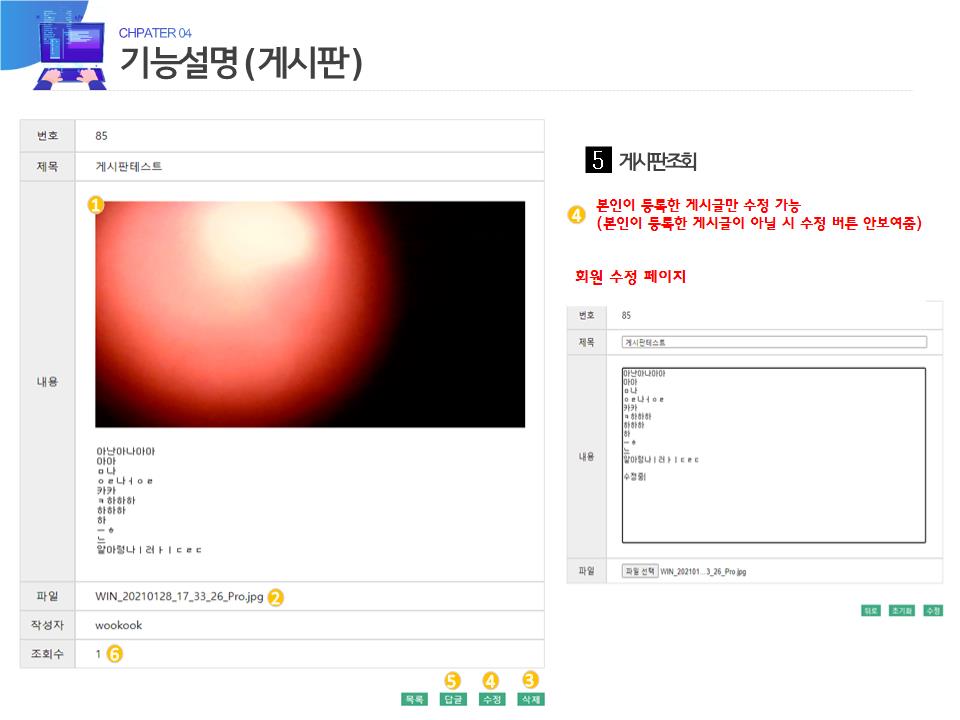 CHPATER 04
기능설명 ( 게시판 )
번호 85
제목 게시판테스트
1
내용
아난아나아아
아아
ㅁ나
ㅇㄹ나ㅓㅇㄹ
카카
ㅋ하하하
하하하
하
ㅡㅎ
느
알아렁나ㅣ러ㅏㅣㄷㄹㄷ
파일 WIN_20210128_17_33_26_Pro.jpg 2
작성자 wookook
조회수 1 6
5 4 3
목록 답글 수정 삭제
5 게시판조회
4 본인이 등록한 게시글만 수정 가능
(본인이 등록한 게시글이 아닐 시 수정 버튼 안보여줌)
회원 수정 페이지
번호 85
제목 게시판테스트
내용
아난아나아아
아아
ㅁ나
ㅇㄹ나ㅓㅇㄹ
카카
ㅋ하하하
하하하
하
ㅡㅎ
느
알아렁나ㅣ러ㅏㅣㄷㄹㄷ
수정중
파일 파일 선택 WIN_202101...3_26_Pro.jpg
뒤로 초기화 수정